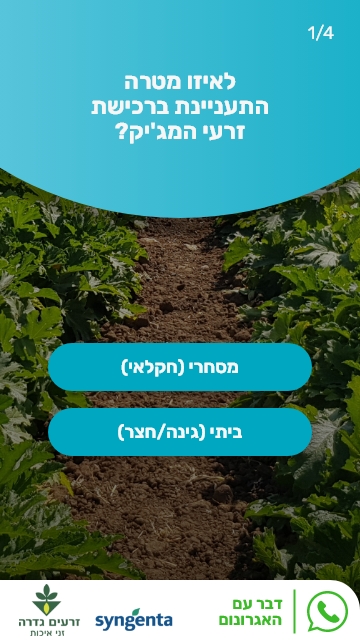 1/4
לאיזו מטרה
התעניינת ברכישת
זרעי המג'יק?
מסחרי (חקלאי)
ביתי (גינה/חצר)
דבר עם
האגרונום
syngenta
זרעים גדרה
זני איכות